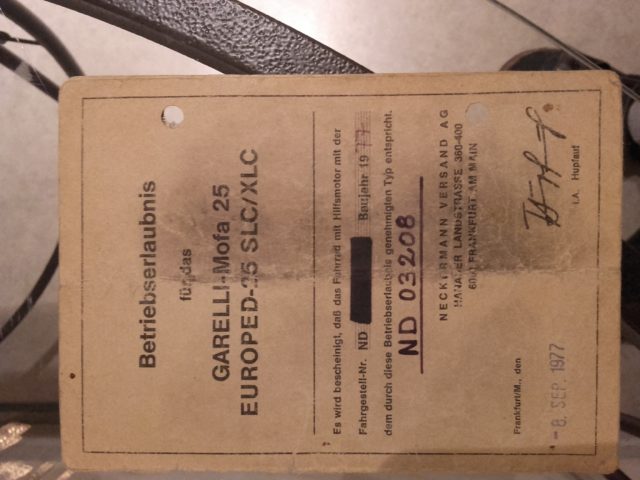 Betriebserlaubnis
für das
GARELLI-Mofa 25
EUROPED-25 SLC/XLC
Es wird bescheinigt, daß das Fahrrad mit Hilfsmotor mit der
Fahrgestell-Nr. ND Baujahr 1977
dem durch diese Betriebserlaubnis genehmigten Typ entspricht.
ND 03208
NECKERMANN VERSAND AG
HANAUER LANDSTRASSE 360-400
6000 FRANKFURT AM MAIN
I.A. Hupfauf
Frankfurt/M., den
-8. SEP. 1977